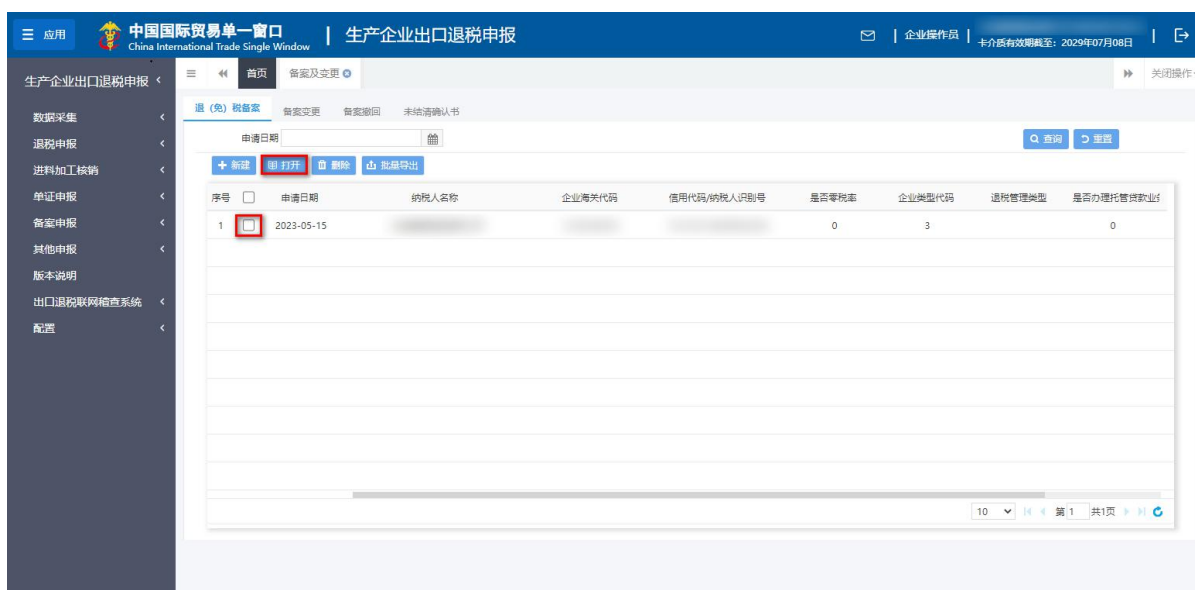 应用
中国国际贸易单一窗口
China International Trade Single Window
生产企业出口退税申报
企业操作员
卡介质有效期截至：2029年07月08日
生产企业出口退税申报
首页
备案及变更
关闭操作
数据采集
退税申报
进料加工核销
单证申报
备案申报
其他申报
版本说明
出口退税联网稽查系统
配置
退（免）税备案 备案变更 备案撤回 未结清确认书
申请日期
查询 重置
新建 打开 删除 批量导出
序号 申请日期 纳税人名称 企业海关代码 信用代码/纳税人识别号 是否零税率 企业类型代码 退税管理类型 是否办理托管贷款业务
1 2023-05-15 0 3 0
10 第 1 共1页